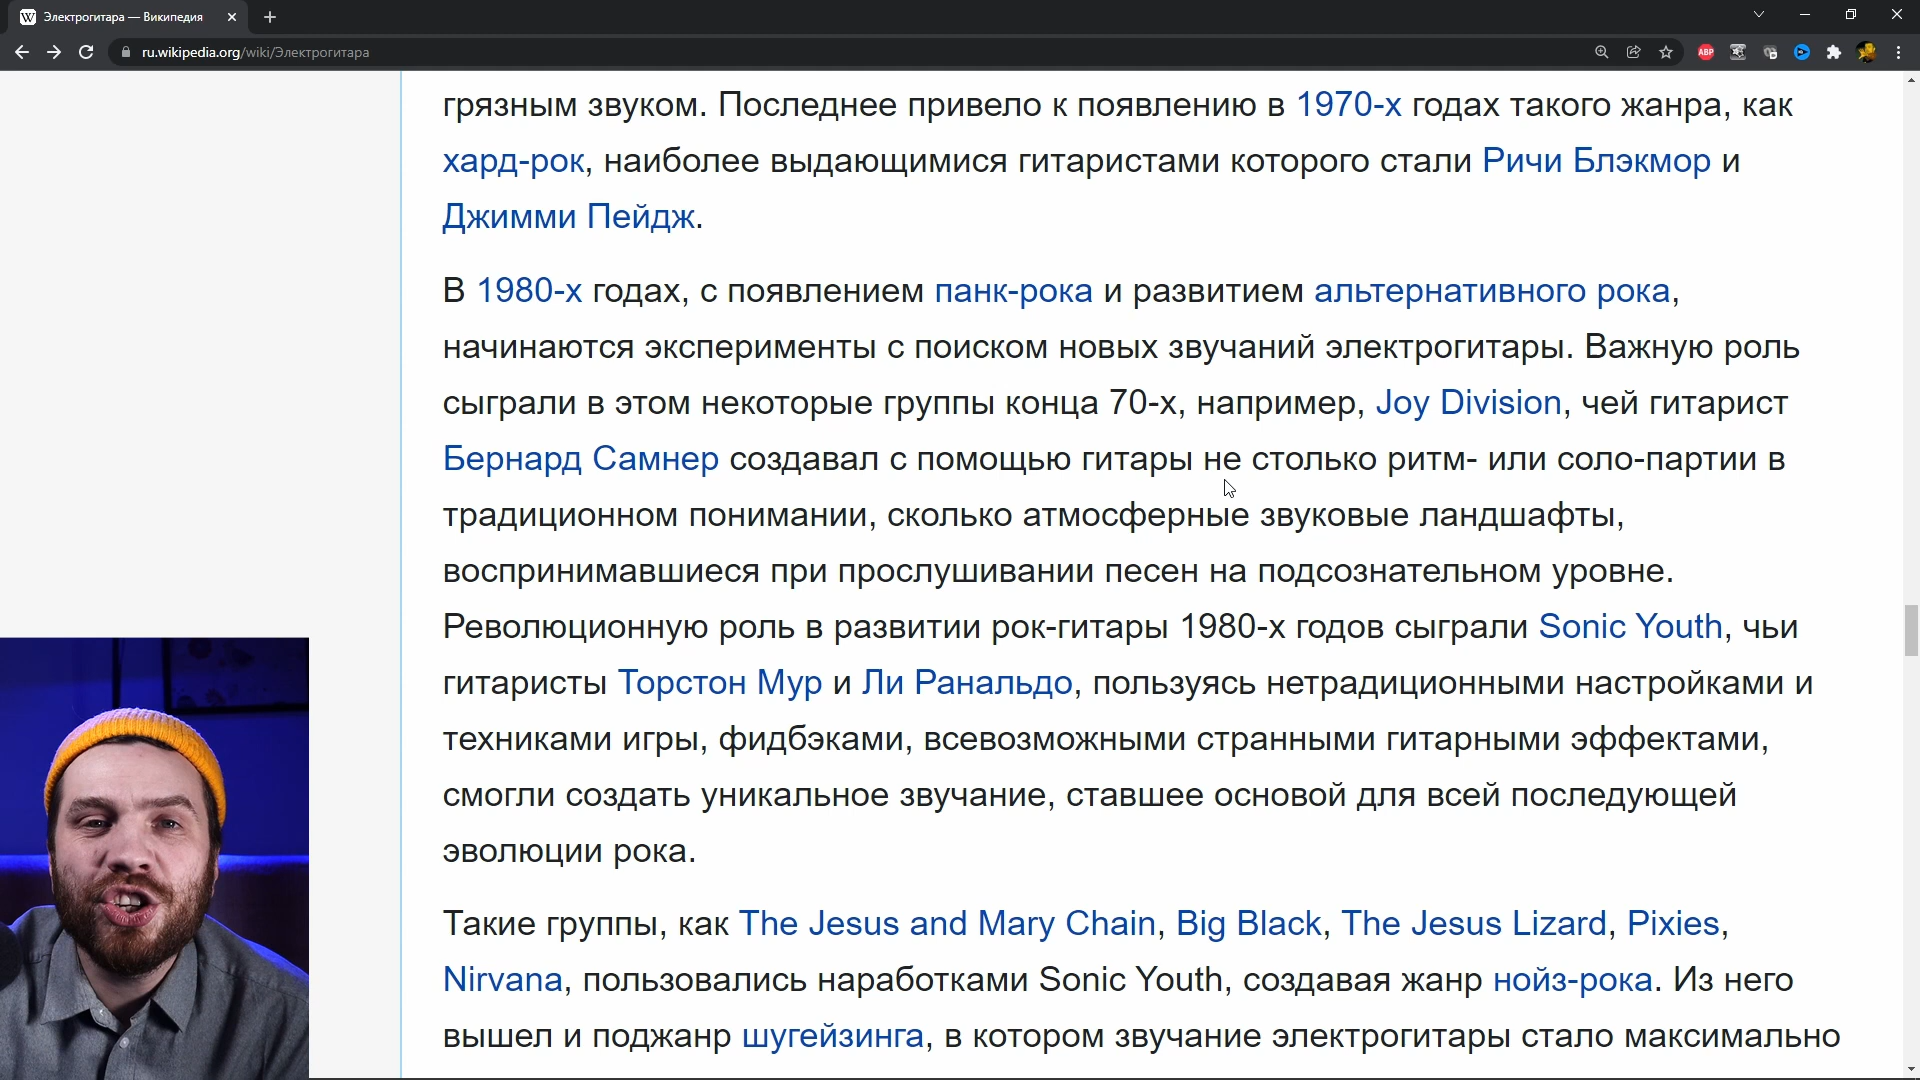 Электрогитара — Википедия
ru.wikipedia.org/wiki/Электрогитара
ABP
грязным звуком. Последнее привело к появлению в 1970-х годах такого жанра, как
хард-рок, наиболее выдающимися гитаристами которого стали Ричи Блэкмор и
Джимми Пейдж.
В 1980-х годах, с появлением панк-рока и развитием альтернативного рока,
начинаются эксперименты с поиском новых звучаний электрогитары. Важную роль
сыграли в этом некоторые группы конца 70-х, например, Joy Division, чей гитарист
Бернард Самнер создавал с помощью гитары не столько ритм- или соло-партии в
традиционном понимании, сколько атмосферные звуковые ландшафты,
воспринимавшиеся при прослушивании песен на подсознательном уровне.
Революционную роль в развитии рок-гитары 1980-х годов сыграли Sonic Youth, чьи
гитаристы Торстон Мур и Ли Ранальдо, пользуясь нетрадиционными настройками и
техниками игры, фидбэками, всевозможными странными гитарными эффектами,
смогли создать уникальное звучание, ставшее основой для всей последующей
эволюции рока.
Такие группы, как The Jesus and Mary Chain, Big Black, The Jesus Lizard, Pixies,
Nirvana, пользовались наработками Sonic Youth, создавая жанр нойз-рока. Из него
вышел и поджанр шугейзинга, в котором звучание электрогитары стало максимально